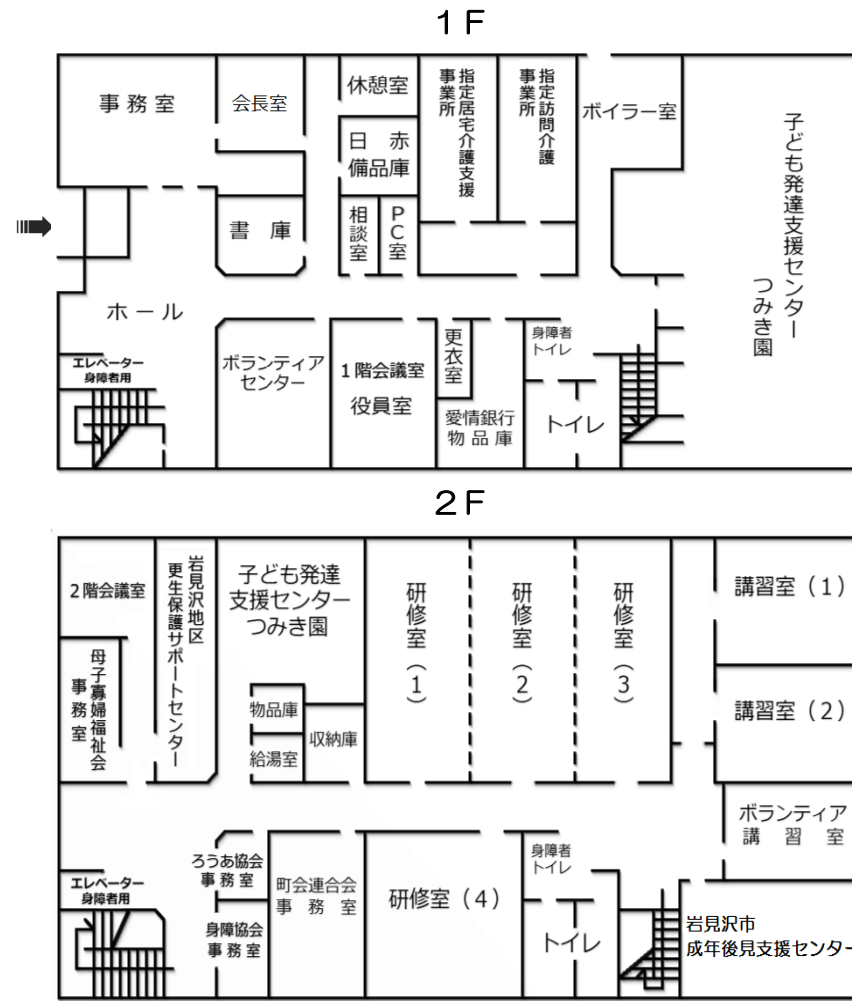 １Ｆ
事務室
会長室
休憩室
日　赤
備品庫
相談室
ＰＣ室
指定居宅介護支援
事業所
指定訪問介護
事業所
ボイラー室
子ども発達支援センター
つみき園
書　庫
ホール
エレベーター
身障者用
ボランティア
センター
１階会議室
役員室
更衣室
愛情銀行
物品庫
身障者
トイレ
トイレ
２Ｆ
２階会議室
母子寡婦福祉会
事務室
岩見沢地区
更生保護サポートセンター
子ども発達
支援センター
つみき園
物品庫
給湯室
収納庫
研修室（1）
研修室（2）
研修室（3）
講習室（1）
講習室（2）
ボランティア
講　習　室
エレベーター
身障者用
ろうあ協会
事務室
身障協会
事務室
町会連合会
事　務　室
研修室（4）
身障者
トイレ
トイレ
岩見沢市
成年後見支援センター